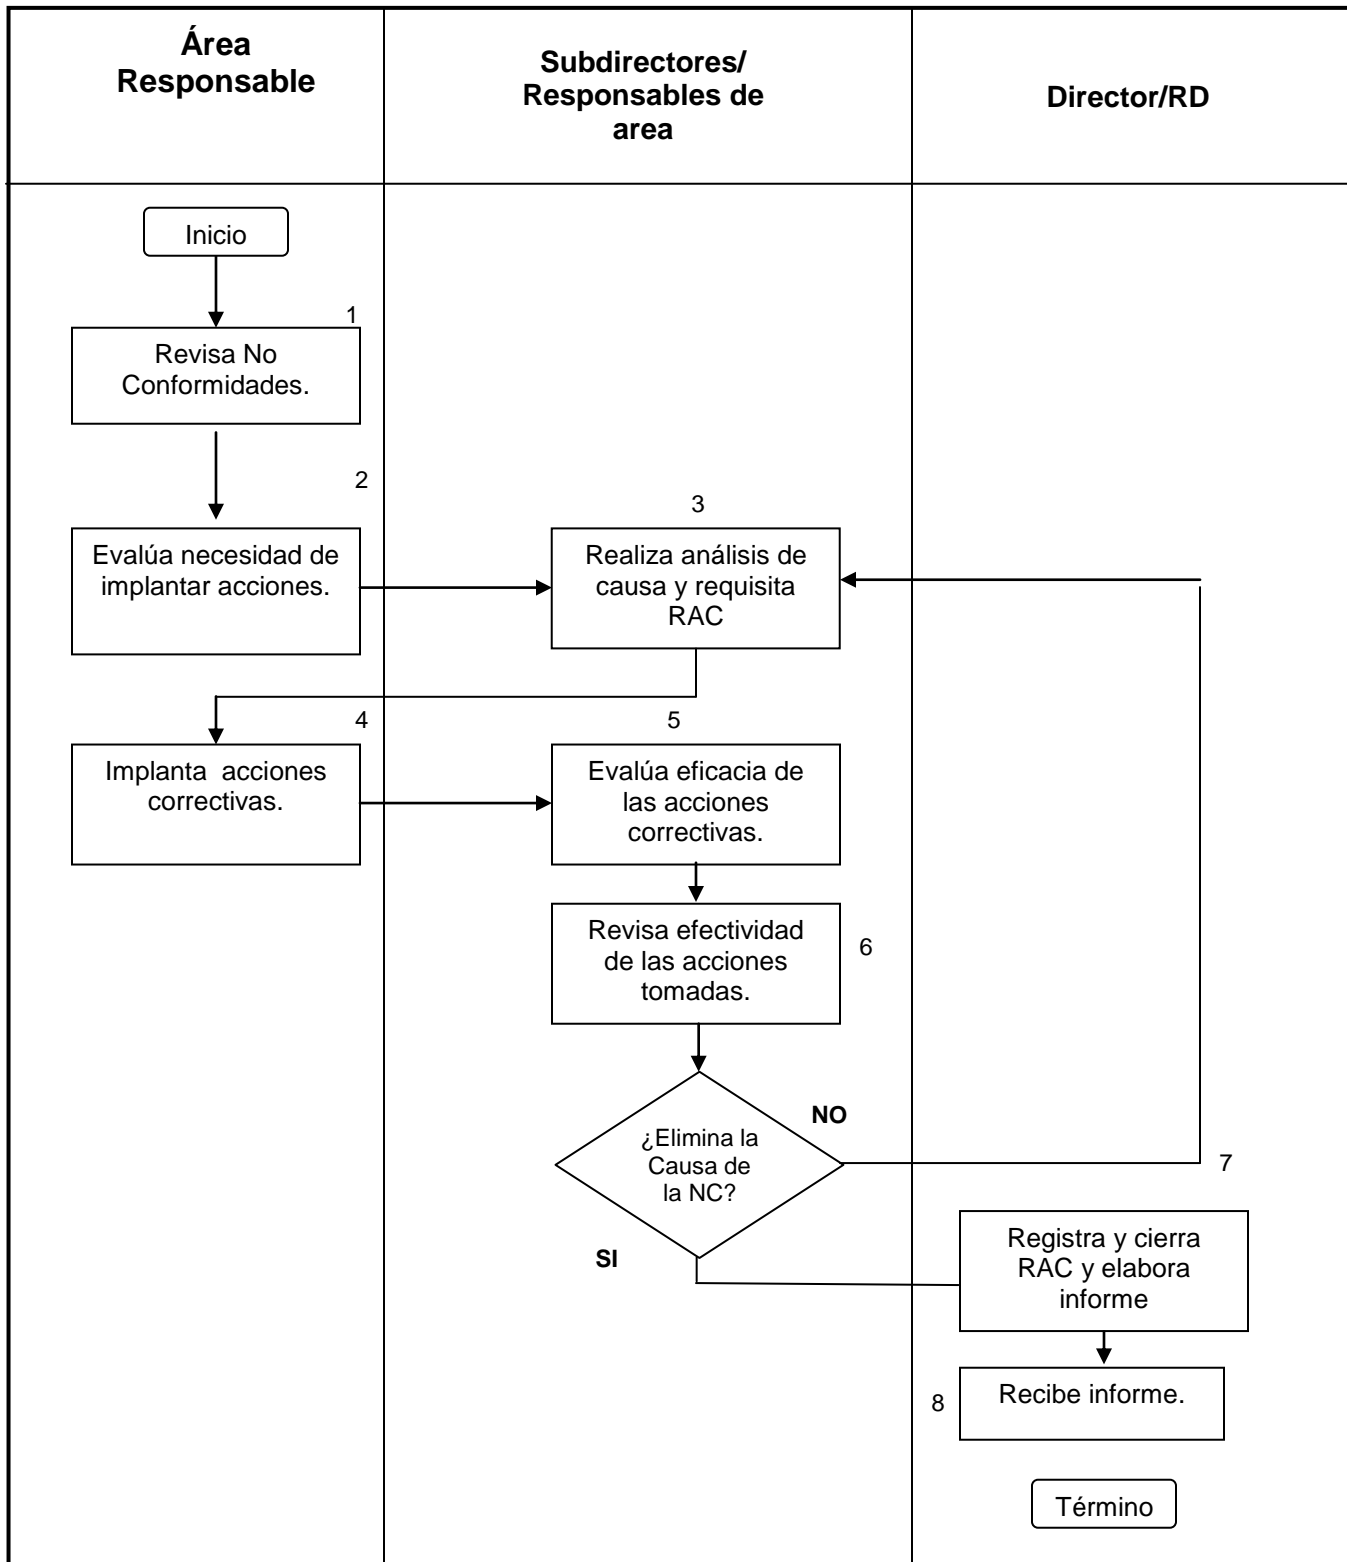 Área
Responsable
Subdirectores/
Responsables de
area
Director/RD
Inicio
1
Revisa No
Conformidades.
2
Evalúa necesidad de
implantar acciones.
3
Realiza análisis de
causa y requisita
RAC
4
Implanta  acciones
correctivas.
5
Evalúa eficacia de
las acciones
correctivas.
Revisa efectividad
de las acciones
tomadas.
6
¿Elimina la
Causa de
la NC?
NO
SI
7
Registra y cierra
RAC y elabora
informe
8
Recibe informe.
Término